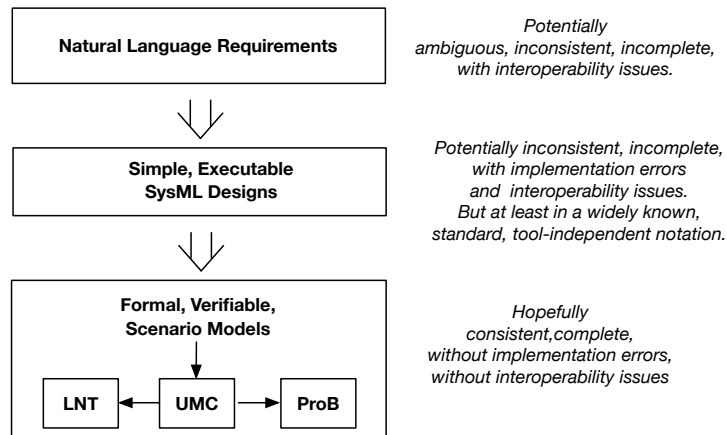 Natural Language Requirements
Potentially
ambiguous, inconsistent, incomplete,
with interoperability issues.
Simple, Executable
SysML Designs
Potentially inconsistent, incomplete,
with implementation errors
and interoperability issues.
But at least in a widely known,
standard, tool-independent notation.
Formal, Verifiable,
Scenario Models
LNT
UMC
ProB
Hopefully
consistent,complete,
without implementation errors,
without interoperability issues